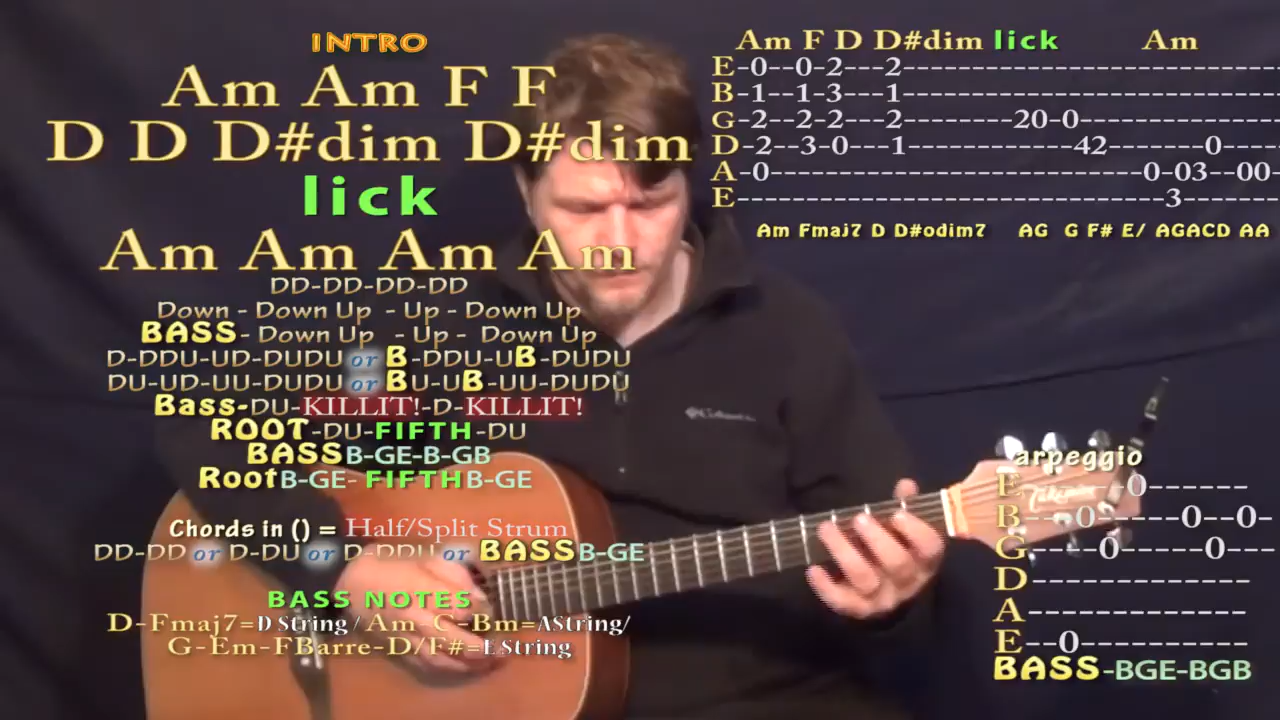 INTRO
Am Am F F
D D D#dim D#dim
lick
Am Am Am Am
DD-DD-DD-DD
Down - Down Up - Up - Down Up
BASS - Down Up - Up - Down Up
D-DDU-UD-DUDU or B-DDU-UB-DUDU
DU-UD-UU-DUDU or BU-UB-UU-DUDU
Bass-DU-KILLIT!-D-KILLIT!
ROOT-DU-FIFTH-DU
BASSB-GE-B-GB
RootB-GE- FIFTHB-GE
Chords in () = Half/Split Strum
DD-DD or D-DU or D-DDU or BASSB-GE
BASS NOTES
D-Fmaj7=D String / Am-C-Bm=AString/
G-Em-FBarre-D/F#=E String
Am F D D#dim lick Am
E-0--0-2---2-----------------------------
B-1--1-3---1-----------------------------
G-2--2-2---2--------20-0-----------------
D-2--3-0---1------------42-------0------
A-0-----------------------------0-03--00-
E--------------------------------3-------
Am Fmaj7 D D#odim7 AG G F# E/ AGACD AA
arpeggio
E--------0-------
B----0------0--0-
G-----0------0---
D--------------
A--------------
E--0-----------
BASS-BGE-BGB
Columbia
Takamine